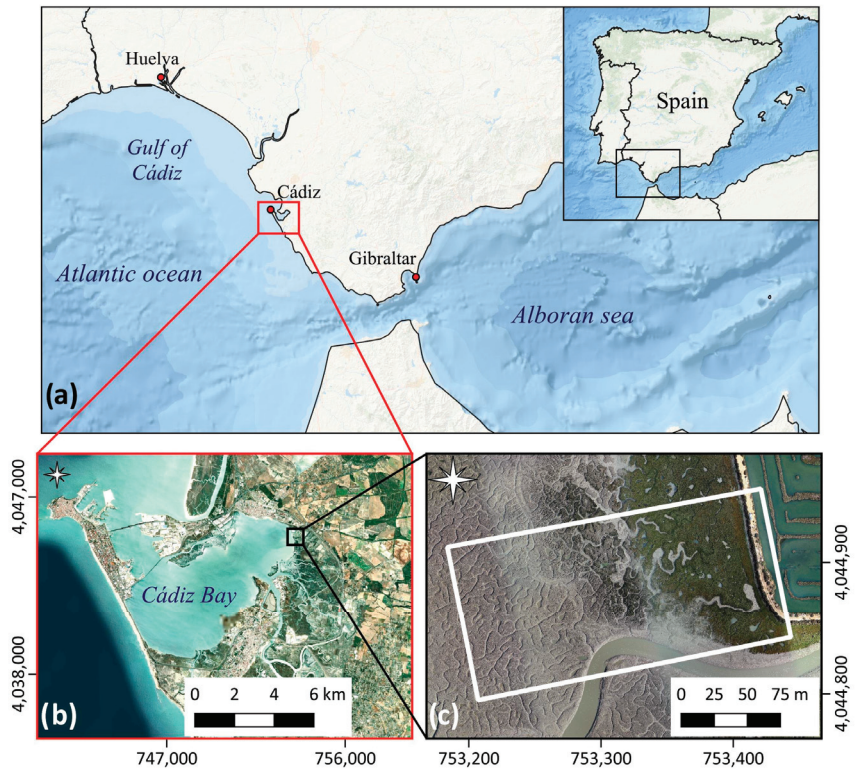 Huelva
Spain
Gulf of
Cádiz
Cádiz
Gibraltar
Atlantic ocean
Alboran sea
(a)
4,047,000
4,038,000
Cádiz Bay
0 2 4 6 km
(b)
747,000
756,000
4,044,900
4,044,800
0 25 50 75 m
(c)
753,200
753,300
753,400